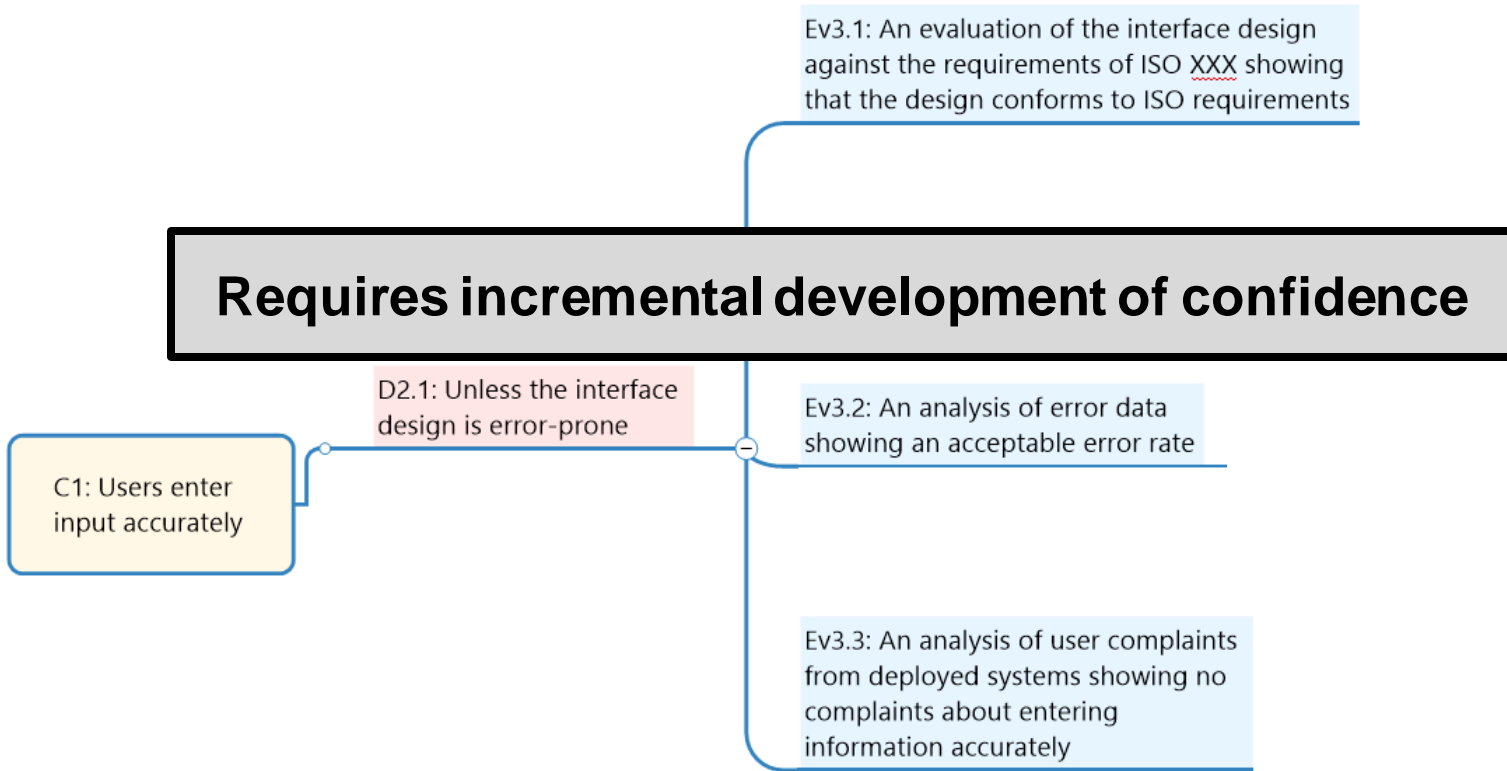 Ev3.1: An evaluation of the interface design
against the requirements of ISO XXX showing
that the design conforms to ISO requirements
Requires incremental development of confidence
D2.1: Unless the interface
design is error-prone
Ev3.2: An analysis of error data
showing an acceptable error rate
C1: Users enter
input accurately
Ev3.3: An analysis of user complaints
from deployed systems showing no
complaints about entering
information accurately